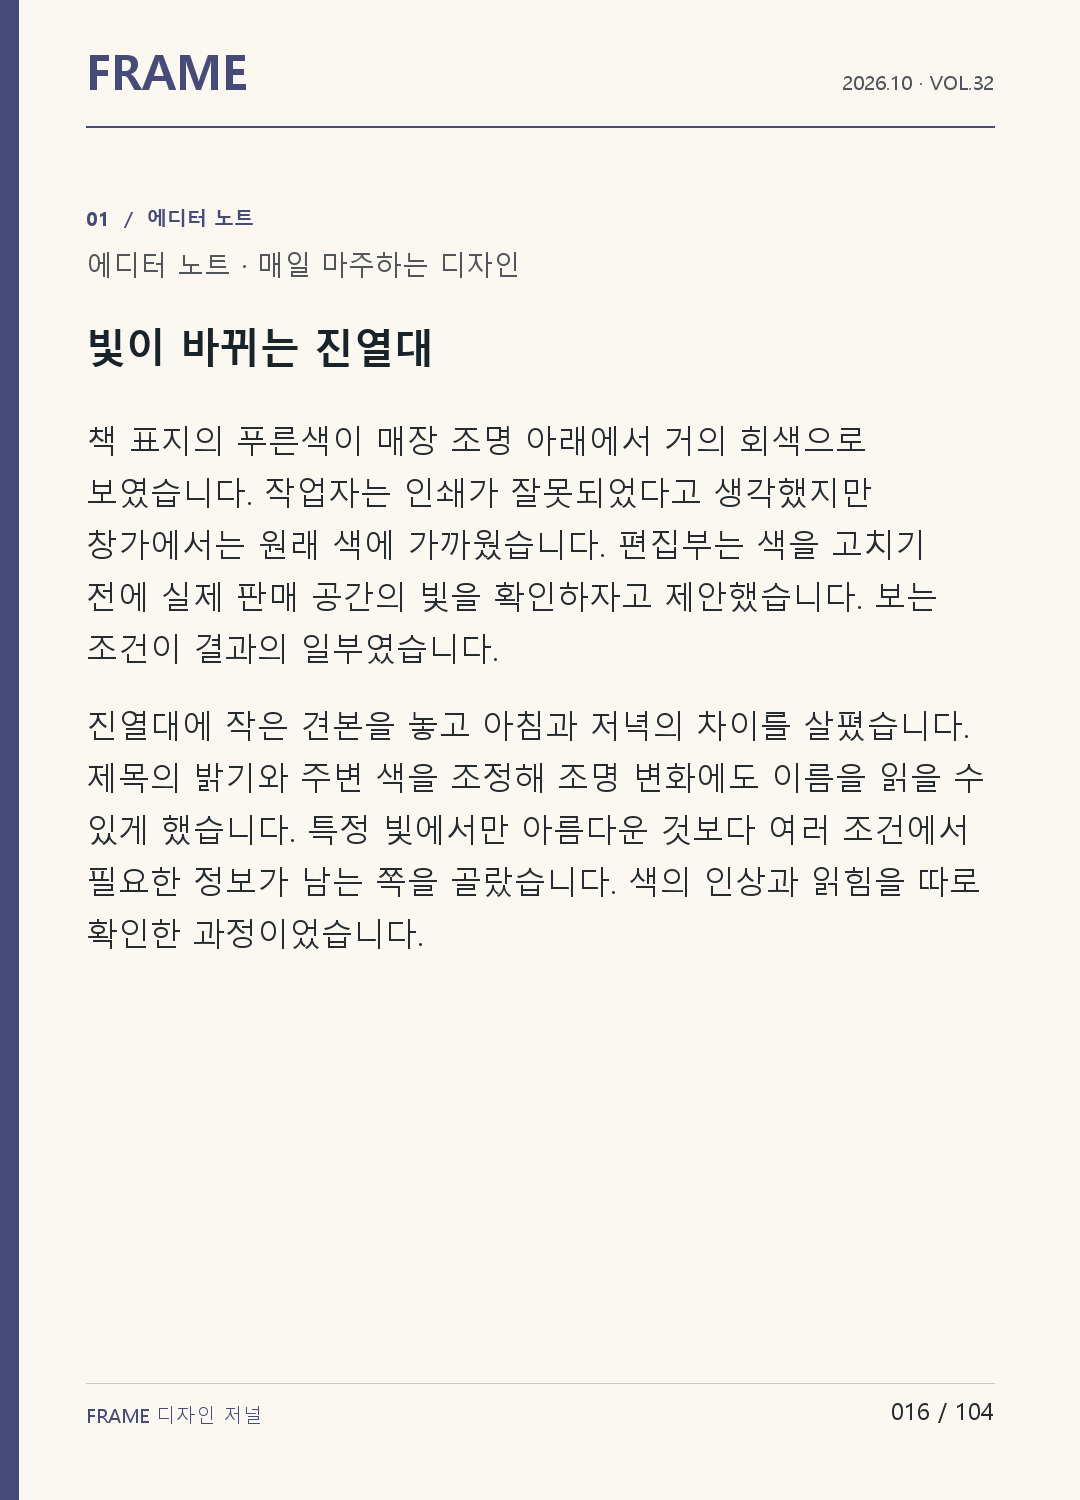 FRAME
2026.10 · VOL.32
01 / 에디터 노트
에디터 노트 · 매일 마주하는 디자인
빛이 바뀌는 진열대
책 표지의 푸른색이 매장 조명 아래에서 거의 회색으로
보였습니다. 작업자는 인쇄가 잘못되었다고 생각했지만
창가에서는 원래 색에 가까웠습니다. 편집부는 색을 고치기
전에 실제 판매 공간의 빛을 확인하자고 제안했습니다. 보는
조건이 결과의 일부였습니다.
진열대에 작은 견본을 놓고 아침과 저녁의 차이를 살폈습니다.
제목의 밝기와 주변 색을 조정해 조명 변화에도 이름을 읽을 수
있게 했습니다. 특정 빛에서만 아름다운 것보다 여러 조건에서
필요한 정보가 남는 쪽을 골랐습니다. 색의 인상과 읽힘을 따로
확인한 과정이었습니다.
FRAME 디자인 저널
016 / 104